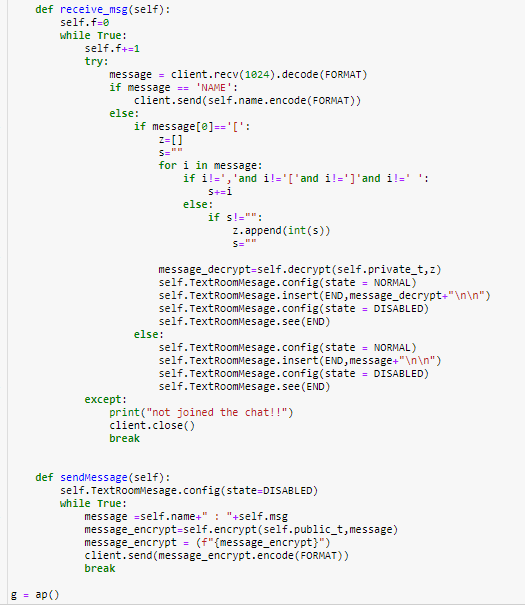 def receive_msg(self):
self.f=0
while True:
self.f+=1
try:
message = client.recv(1024).decode(FORMAT)
if message == 'NAME':
client.send(self.name.encode(FORMAT))
else:
if message[0]=='[':
z=[]
s=""
for i in message:
if i!=','and i!='['and i!=']'and i!=' ':
s+=i
else:
if s!="":
z.append(int(s))
s=""
message_decrypt=self.decrypt(self.private_t,z)
self.TextRoomMesage.config(state = NORMAL)
self.TextRoomMesage.insert(END,message_decrypt+"\n\n")
self.TextRoomMesage.config(state = DISABLED)
self.TextRoomMesage.see(END)
else:
self.TextRoomMesage.config(state = NORMAL)
self.TextRoomMesage.insert(END,message+"\n\n")
self.TextRoomMesage.config(state = DISABLED)
self.TextRoomMesage.see(END)
except:
print("not joined the chat!!")
client.close()
break
def sendMessage(self):
self.TextRoomMesage.config(state=DISABLED)
while True:
message =self.name+" : "+self.msg
message_encrypt=self.encrypt(self.public_t,message)
message_encrypt = (f"{message_encrypt}")
client.send(message_encrypt.encode(FORMAT))
break
g = ap()